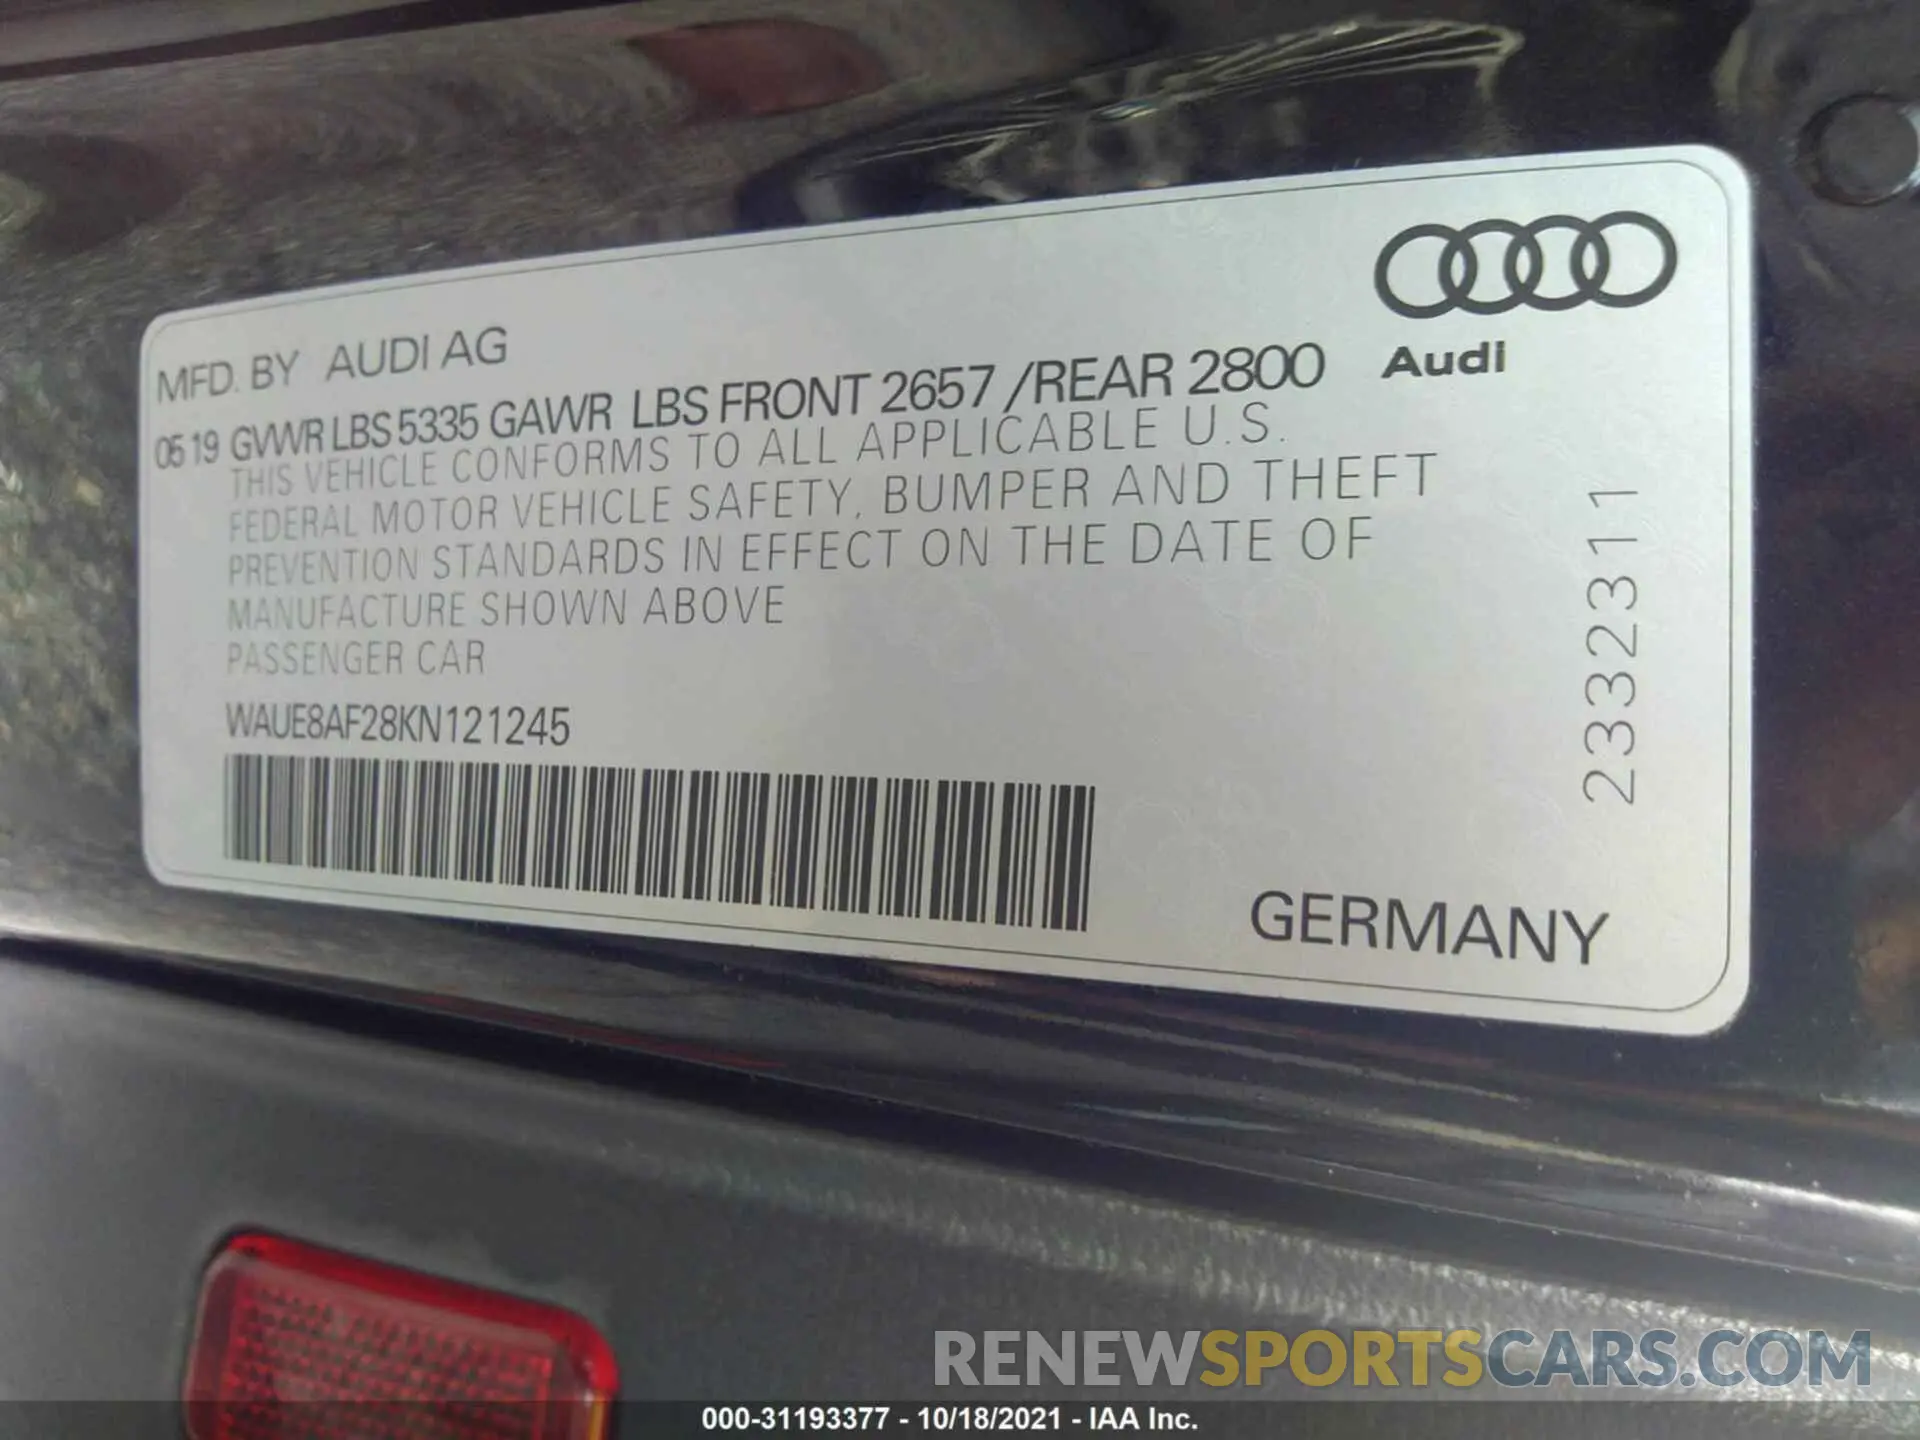 MFD. BY AUDI AG
05 19 GVWR LBS 5335 GAWR LBS FRONT 2657 /REAR 2800
Audi
THIS VEHICLE CONFORMS TO ALL APPLICABLE U.S.
FEDERAL MOTOR VEHICLE SAFETY, BUMPER AND THEFT
PREVENTION STANDARDS IN EFFECT ON THE DATE OF
MANUFACTURE SHOWN ABOVE
PASSENGER CAR
WAUE8AF28KN121245
2332311
GERMANY
RENEWSPORTSCARS.COM
000-31193377 - 10/18/2021 - IAA Inc.